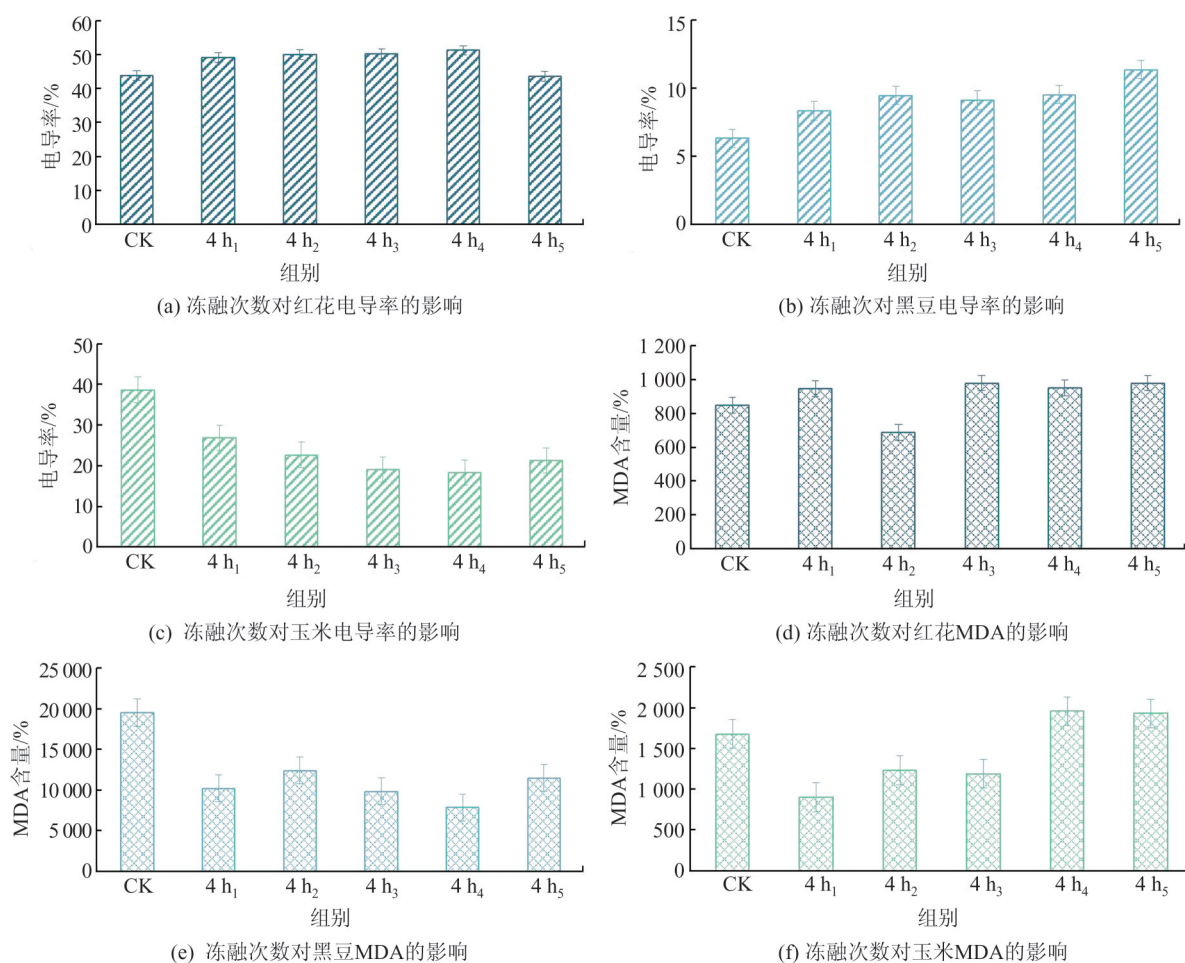 60
50
40
30
20
10
0
电导率/%
CK 4 h₁ 4 h₂ 4 h₃ 4 h₄ 4 h₅
组别
(a) 冻融次数对红花电导率的影响
15
10
5
0
电导率/%
CK 4 h₁ 4 h₂ 4 h₃ 4 h₄ 4 h₅
组别
(b) 冻融次对黑豆电导率的影响
50
40
30
20
10
0
电导率/%
CK 4 h₁ 4 h₂ 4 h₃ 4 h₄ 4 h₅
组别
(c) 冻融次数对玉米电导率的影响
1 200
1 000
800
600
400
200
0
MDA含量/%
CK 4 h₁ 4 h₂ 4 h₃ 4 h₄ 4 h₅
组别
(d) 冻融次数对红花MDA的影响
25 000
20 000
15 000
10 000
5 000
0
MDA含量/%
CK 4 h₁ 4 h₂ 4 h₃ 4 h₄ 4 h₅
组别
(e) 冻融次数对黑豆MDA的影响
2 500
2 000
1 500
1 000
500
0
MDA含量/%
CK 4 h₁ 4 h₂ 4 h₃ 4 h₄ 4 h₅
组别
(f) 冻融次数对玉米MDA的影响